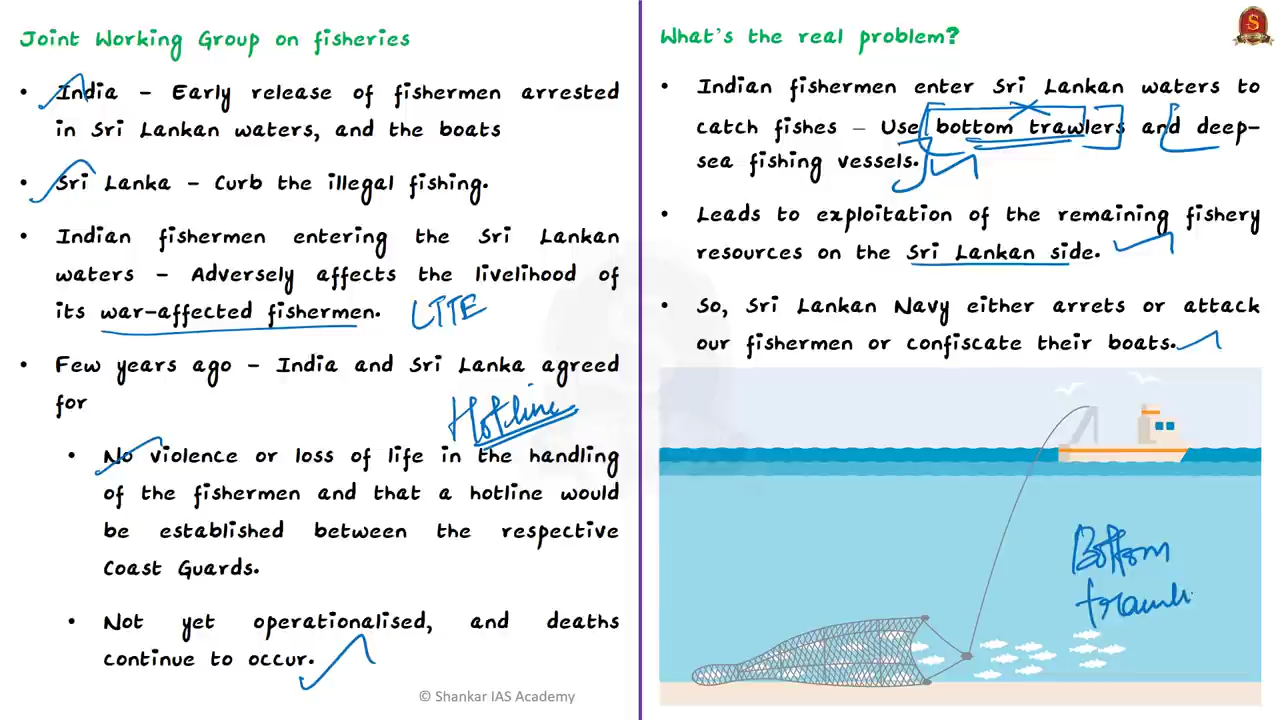 Joint Working Group on fisheries
• India – Early release of fishermen arrested
in Sri Lankan waters, and the boats
• Sri Lanka – Curb the illegal fishing.
• Indian fishermen entering the Sri Lankan
waters – Adversely affects the livelihood of
its war-affected fishermen. LTTE
• Few years ago – India and Sri Lanka agreed
for
Hotline
• No violence or loss of life in the handling
of the fishermen and that a hotline would
be established between the respective
Coast Guards.
• Not yet operationalised, and deaths
continue to occur.
© Shankar IAS Academy
What's the real problem?
• Indian fishermen enter Sri Lankan waters to
catch fishes – Use bottom trawlers and deep-
sea fishing vessels.
• Leads to exploitation of the remaining fishery
resources on the Sri Lankan side.
• So, Sri Lankan Navy either arrets or attack
our fishermen or confiscate their boats.
Bottom